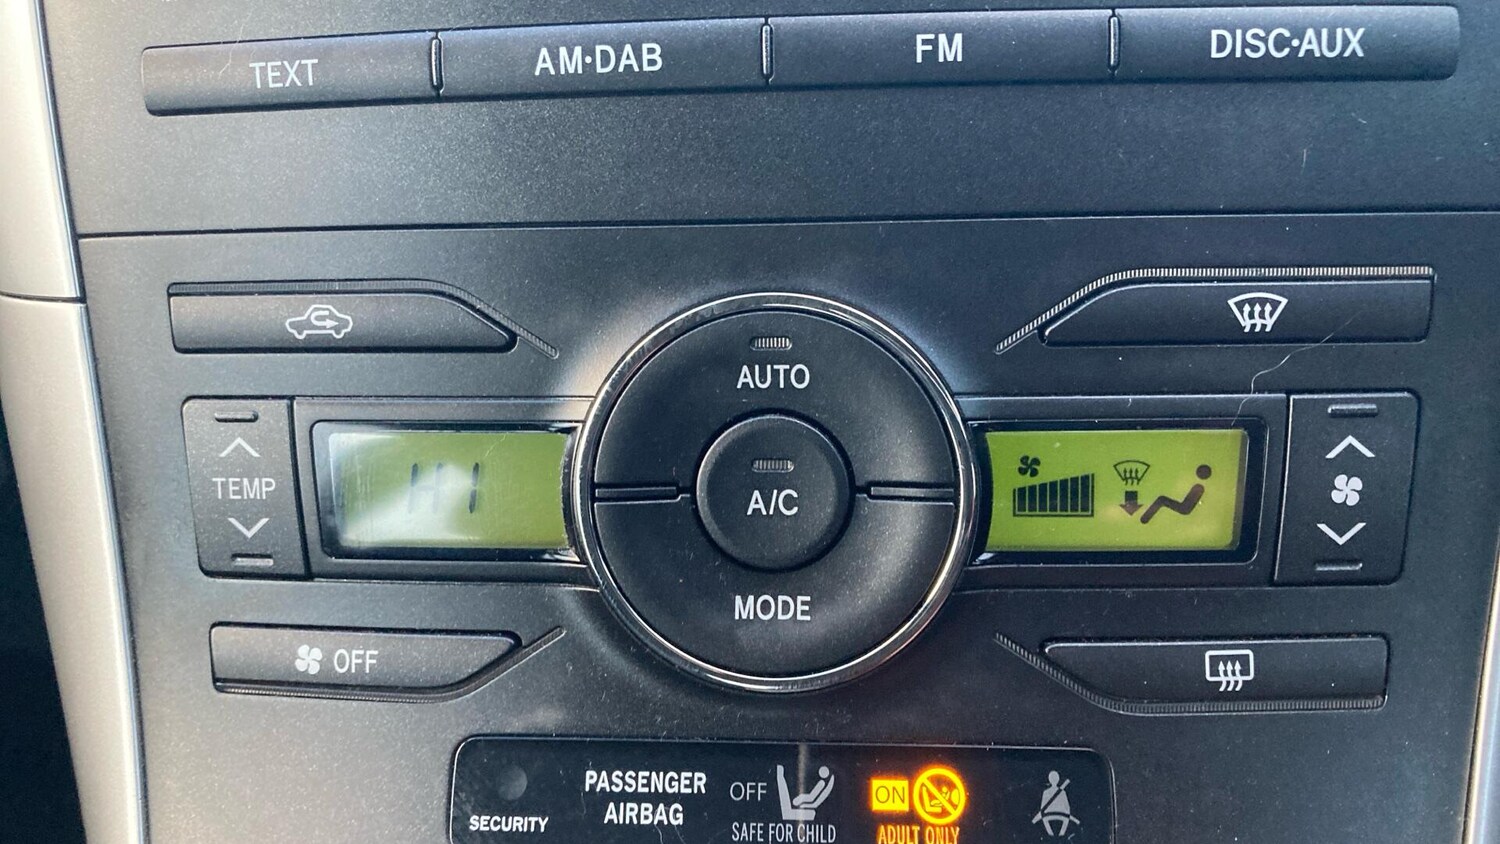 TEXT
AM·DAB
FM
DISC·AUX
AUTO
TEMP
HI
A/C
MODE
OFF
SECURITY
PASSENGER
AIRBAG
OFF
SAFE FOR CHILD
ON
ADULT ONLY